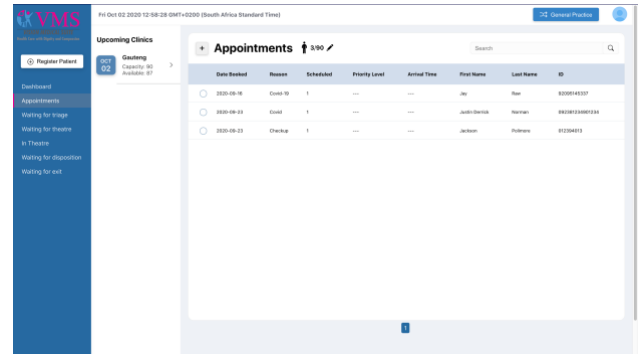 VMS
Fri Oct 02 2020 12:58:28 GMT+0200 (South Africa Standard Time)
General Practice
Register Patient
Dashboard
Appointments
Waiting for triage
Waiting for theatre
In Theatre
Waiting for disposition
Waiting for exit
Upcoming Clinics
OCT
02
Gauteng
Capacity: 90
Available: 87
+ Appointments 3/90
Search
Date Booked Reason Scheduled Priority Level Arrival Time First Name Last Name ID
2020-09-18 Covid-19 1 --- --- Jay Raw
2020-09-23 Covid 1 --- --- Justin Derrick Norman
2020-09-23 Checkup 1 --- --- Jackson
1